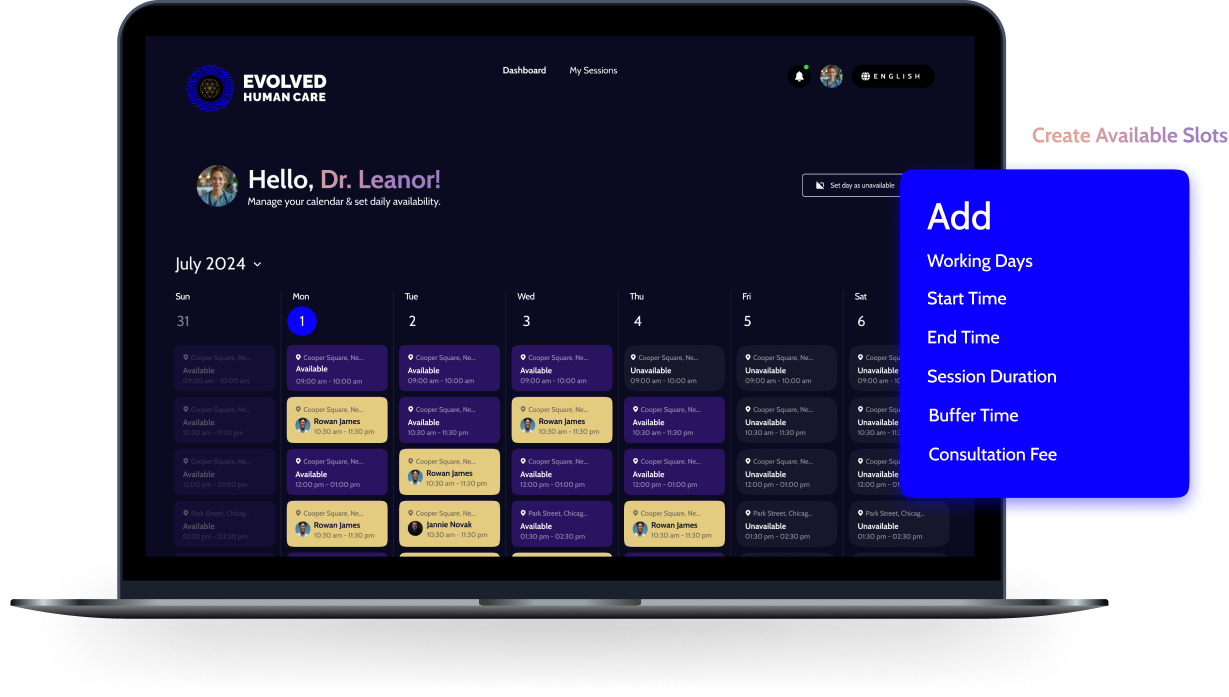 EVOLVED
HUMAN CARE
Dashboard
My Sessions
ENGLISH
Create Available Slots
Hello, Dr. Leanor!
Manage your calendar & set daily availability.
Set day as unavailable
Add
Working Days
Start Time
End Time
Session Duration
Buffer Time
Consultation Fee
July 2024
Sun
31
Cooper Square, Ne...
Available
09:00 am - 10:00 am
Cooper Square, Ne...
Available
10:30 am - 11:30 pm
Cooper Square, Ne...
Available
12:00 pm - 01:00 pm
Park Street, Chicag...
Available
01:30 pm - 02:30 pm
Mon
1
Cooper Square, Ne...
Available
09:00 am - 10:00 am
Cooper Square, Ne...
Rowan James
10:30 am - 11:30 pm
Cooper Square, Ne...
Available
12:00 pm - 01:00 pm
Cooper Square, Ne...
Rowan James
10:30 am - 11:30 pm
Tue
2
Cooper Square, Ne...
Available
09:00 am - 10:00 am
Cooper Square, Ne...
Available
10:30 am - 11:30 pm
Cooper Square, Ne...
Rowan James
10:30 am - 11:30 pm
Cooper Square, Ne...
Jannie Novak
10:30 am - 11:30 pm
Wed
3
Cooper Square, Ne...
Available
09:00 am - 10:00 am
Cooper Square, Ne...
Rowan James
10:30 am - 11:30 pm
Cooper Square, Ne...
Available
12:00 pm - 01:00 pm
Park Street, Chicag...
Available
01:30 pm - 02:30 pm
Thu
4
Cooper Square, Ne...
Unavailable
09:00 am - 10:00 am
Cooper Square, Ne...
Available
10:30 am - 11:30 pm
Cooper Square, Ne...
Available
12:00 pm - 01:00 pm
Cooper Square, Ne...
Rowan James
10:30 am - 11:30 pm
Fri
5
Cooper Square, Ne...
Unavailable
09:00 am - 10:00 am
Cooper Square, Ne...
Unavailable
10:30 am - 11:30 pm
Cooper Square, Ne...
Unavailable
12:00 pm - 01:00 pm
Park Street, Chicag...
Unavailable
01:30 pm - 02:30 pm
Sat
6
Cooper Squ
Unavailable
09:00 am - 1
Cooper Squ
Unavailable
10:30 am - 11
Cooper Squ
Unavailable
12:00 pm - 01
Park Street, Chicag...
Unavailable
01:30 pm - 02:30 pm